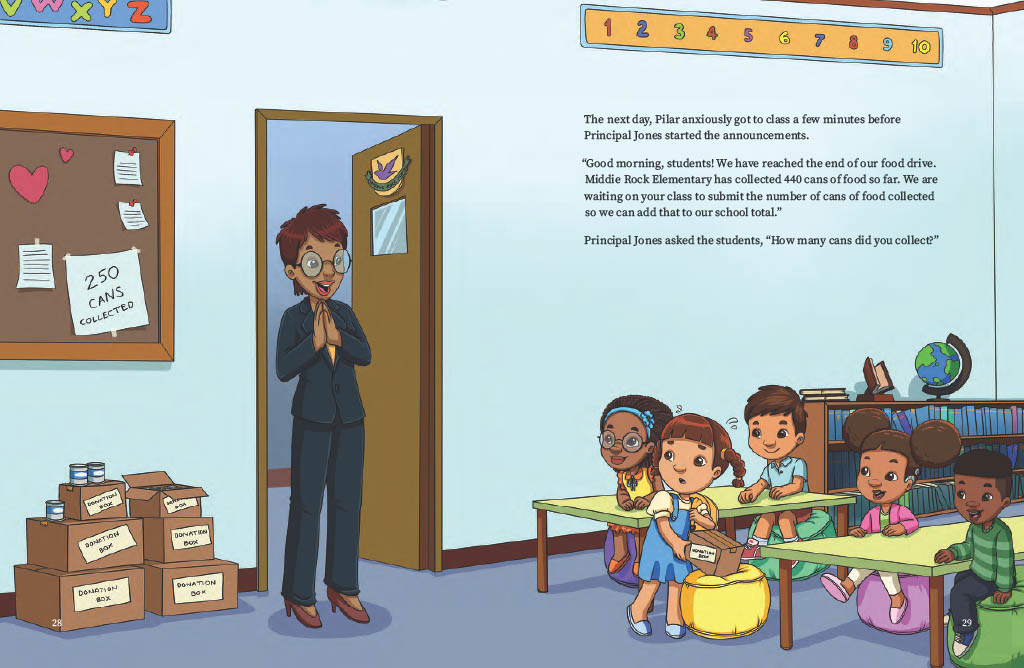 V W X Y Z
1 2 3 4 5 6 7 8 9 10
The next day, Pilar anxiously got to class a few minutes before
Principal Jones started the announcements.
“Good morning, students! We have reached the end of our food drive.
Middie Rock Elementary has collected 440 cans of food so far. We are
waiting on your class to submit the number of cans of food collected
so we can add that to our school total.”
Principal Jones asked the students, “How many cans did you collect?”
250
CANS
COLLECTED
DONATION
BOX
DONATION
BOX
DONATION
BOX
DONATION
BOX
DONATION
BOX
DONATION
BOX
DONATION
BOX
28
29